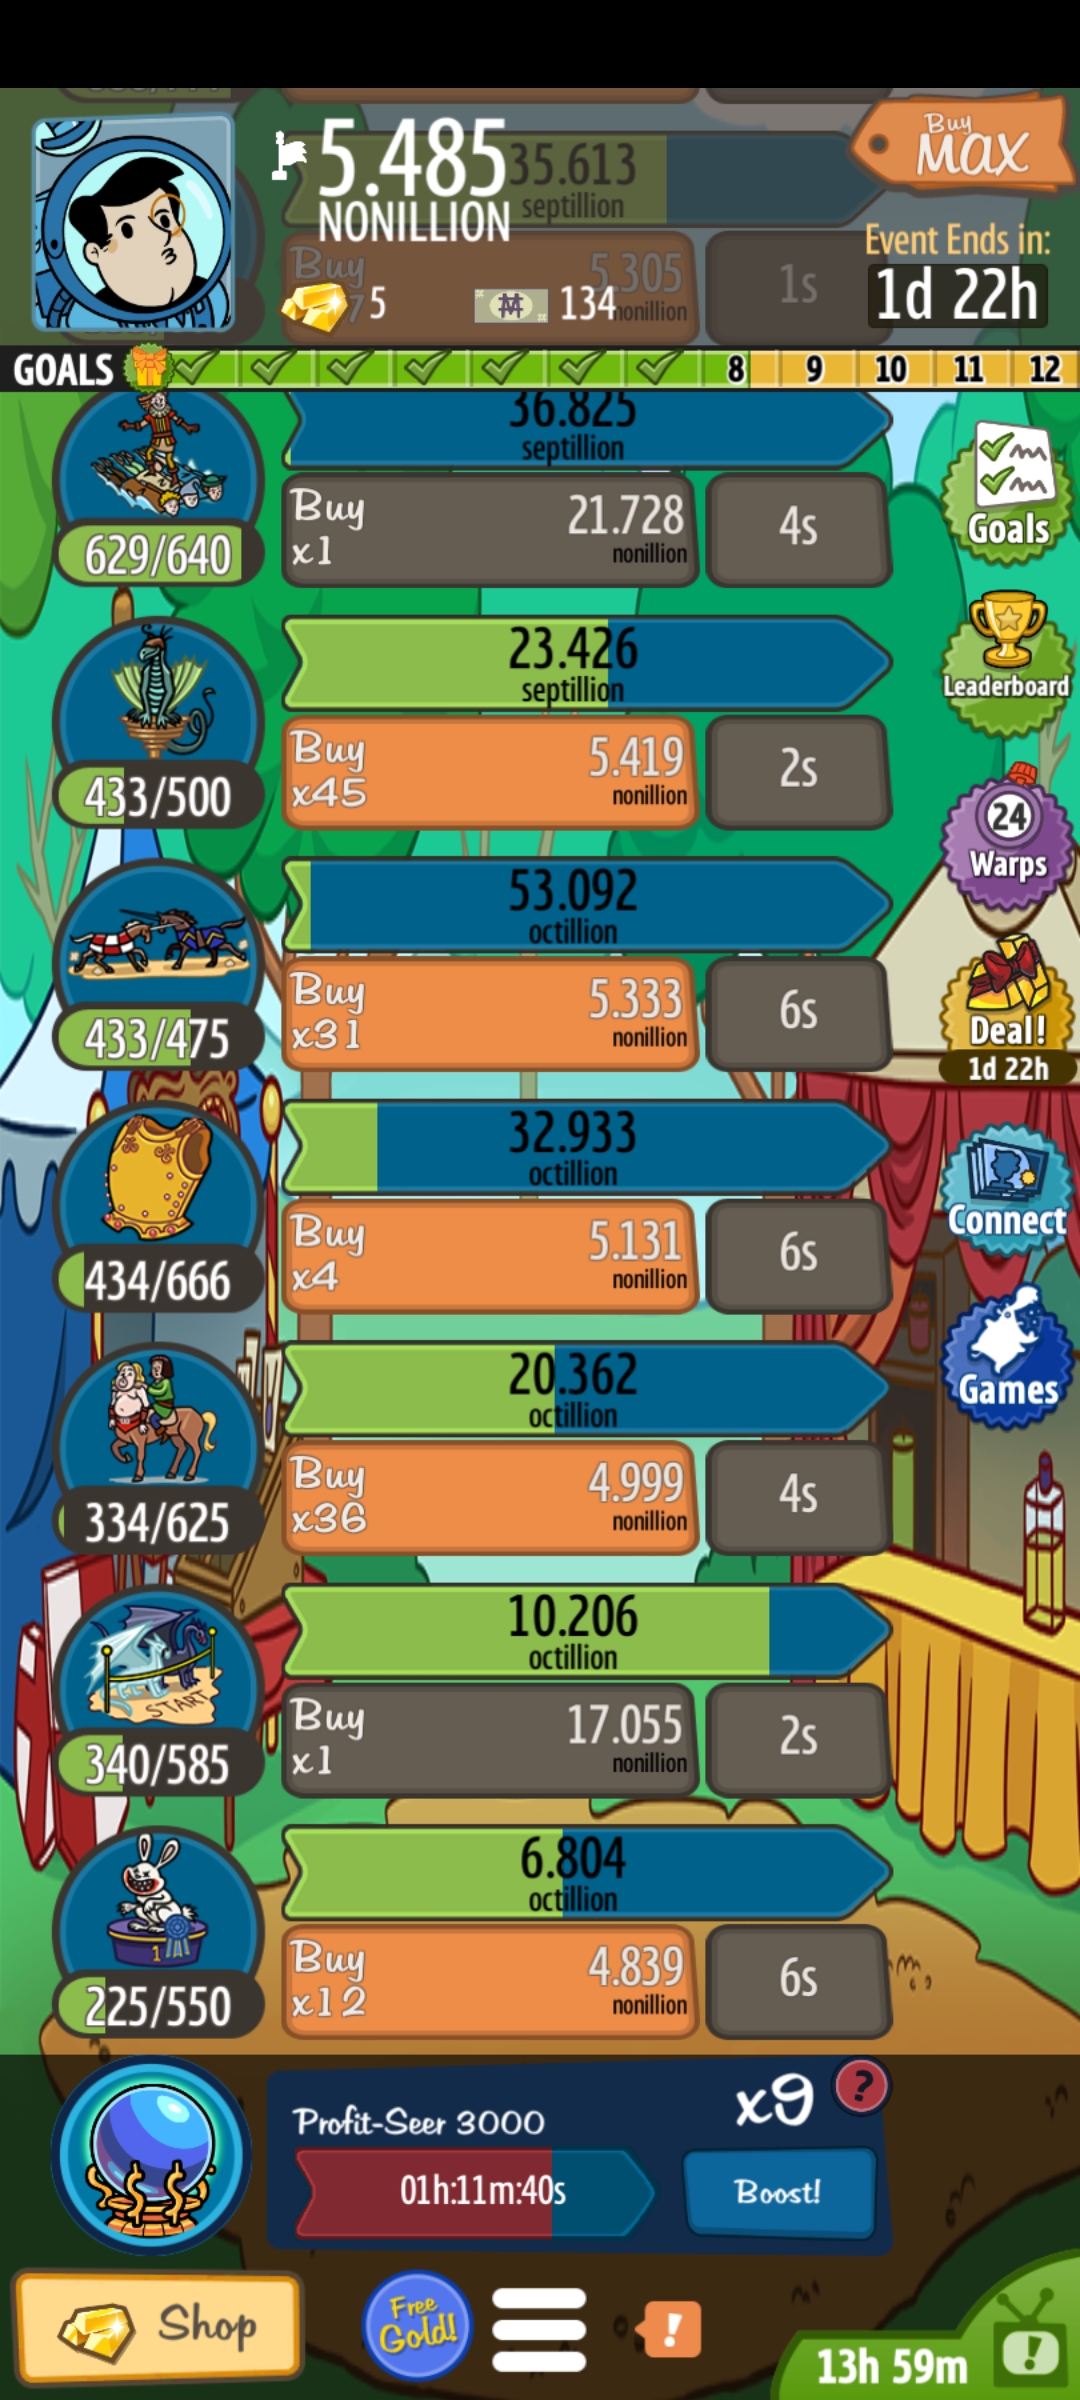 5.485
NONILLION
35.613
septillion
Buy
MAX
Event Ends in:
1d 22h
Buy
7
5.305
nonillion
1s
5
134
GOALS
8 9 10 11 12
36.825
septillion
629/640
Buy
x1
21.728
nonillion
4s
Goals
23.426
septillion
433/500
Buy
x45
5.419
nonillion
2s
Leaderboard
24
Warps
53.092
octillion
433/475
Buy
x31
5.333
nonillion
6s
Deal!
1d 22h
32.933
octillion
434/666
Buy
x4
5.131
nonillion
6s
Connect
20.362
octillion
334/625
Buy
x36
4.999
nonillion
4s
Games
10.206
octillion
START
340/585
Buy
x1
17.055
nonillion
2s
6.804
octillion
1
225/550
Buy
x12
4.839
nonillion
6s
Profit-Seer 3000
x9
?
01h:11m:40s
Boost!
Shop
Free
Gold!
!
13h 59m
!